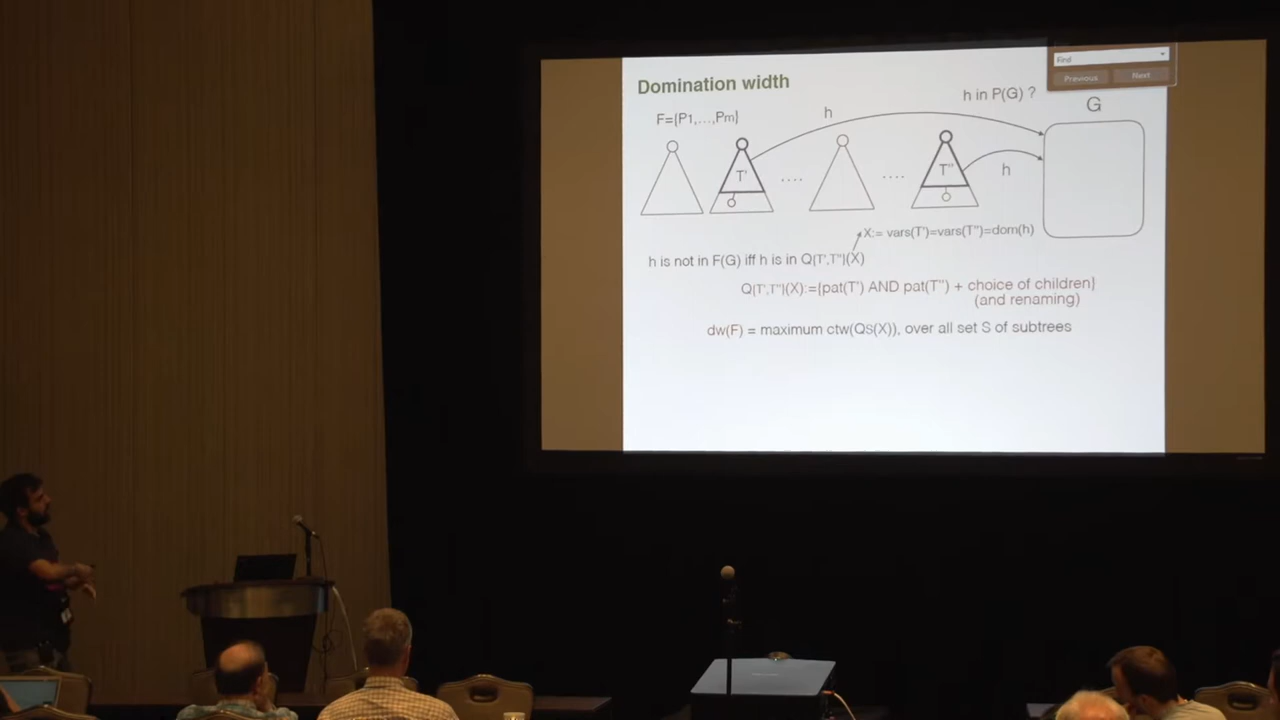 Domination width
Find
Previous Next
h in P(G) ?
G
F={P1,...,Pm}
h
T' .... .... T''
h
X:= vars(T')=vars(T'')=dom(h)
h is not in F(G) iff h is in Q{T',T''}(X)
Q{T',T''}(X):={pat(T') AND pat(T'') + choice of children}
(and renaming)
dw(F) = maximum ctw(QS(X)), over all set S of subtrees